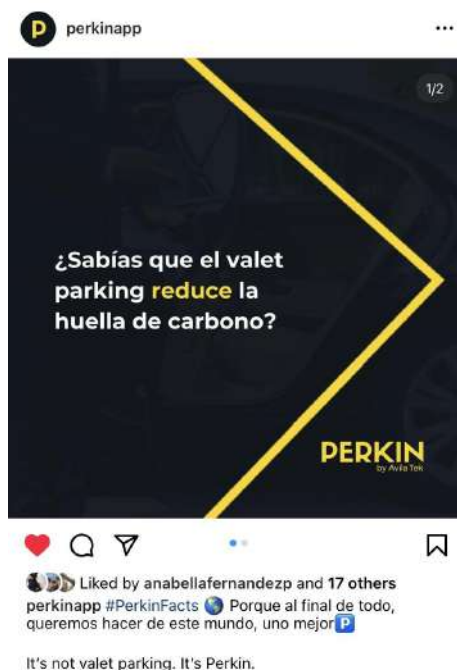 P
perkinapp
1/2
¿Sabías que el valet
parking reduce la
huella de carbono?
PERKIN
by Avila Tek
Liked by anabellafernandezp and 17 others
perkinapp #PerkinFacts 🌎 Porque al final de todo,
queremos hacer de este mundo, uno mejor🅿️
It's not valet parking. It's Perkin.